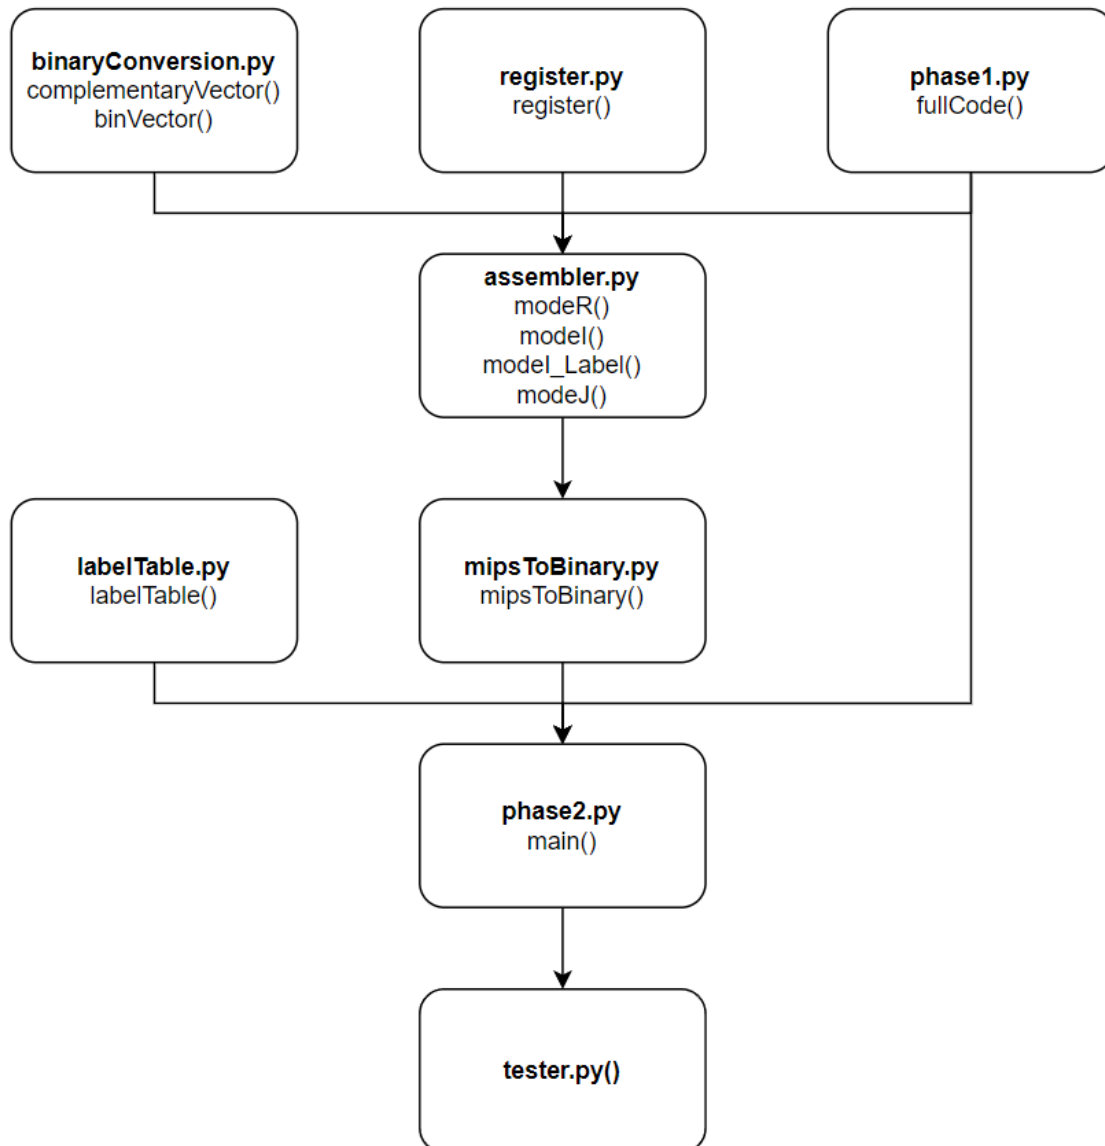 binaryConversion.py
complementaryVector()
binVector()
register.py
register()
phase1.py
fullCode()
assembler.py
modeR()
modeI()
modeI_Label()
modeJ()
labelTable.py
labelTable()
mipsToBinary.py
mipsToBinary()
phase2.py
main()
tester.py()